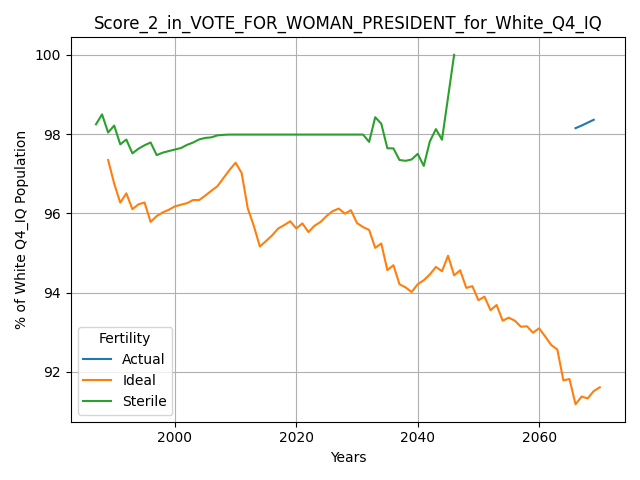 Score_2_in_VOTE_FOR_WOMAN_PRESIDENT_for_White_Q4_IQ
100
98
96
94
92
% of White Q4_IQ Population
Fertility
Actual
Ideal
Sterile
2000
2020
2040
2060
Years